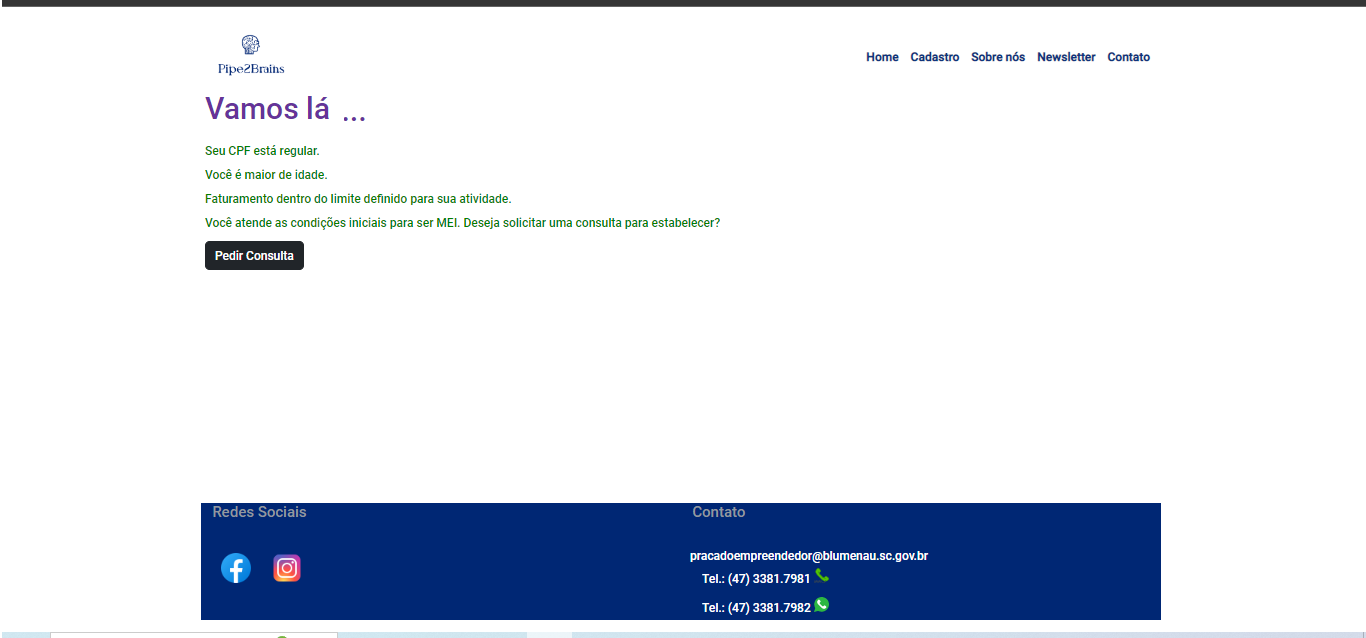 Pipe2Brains
Home Cadastro Sobre nós Newsletter Contato
Vamos lá ...
Seu CPF está regular.
Você é maior de idade.
Faturamento dentro do limite definido para sua atividade.
Você atende as condições iniciais para ser MEI. Deseja solicitar uma consulta para estabelecer?
Pedir Consulta
Redes Sociais
Contato
pracadoempreendedor@blumenau.sc.gov.br
Tel.: (47) 3381.7981
Tel.: (47) 3381.7982